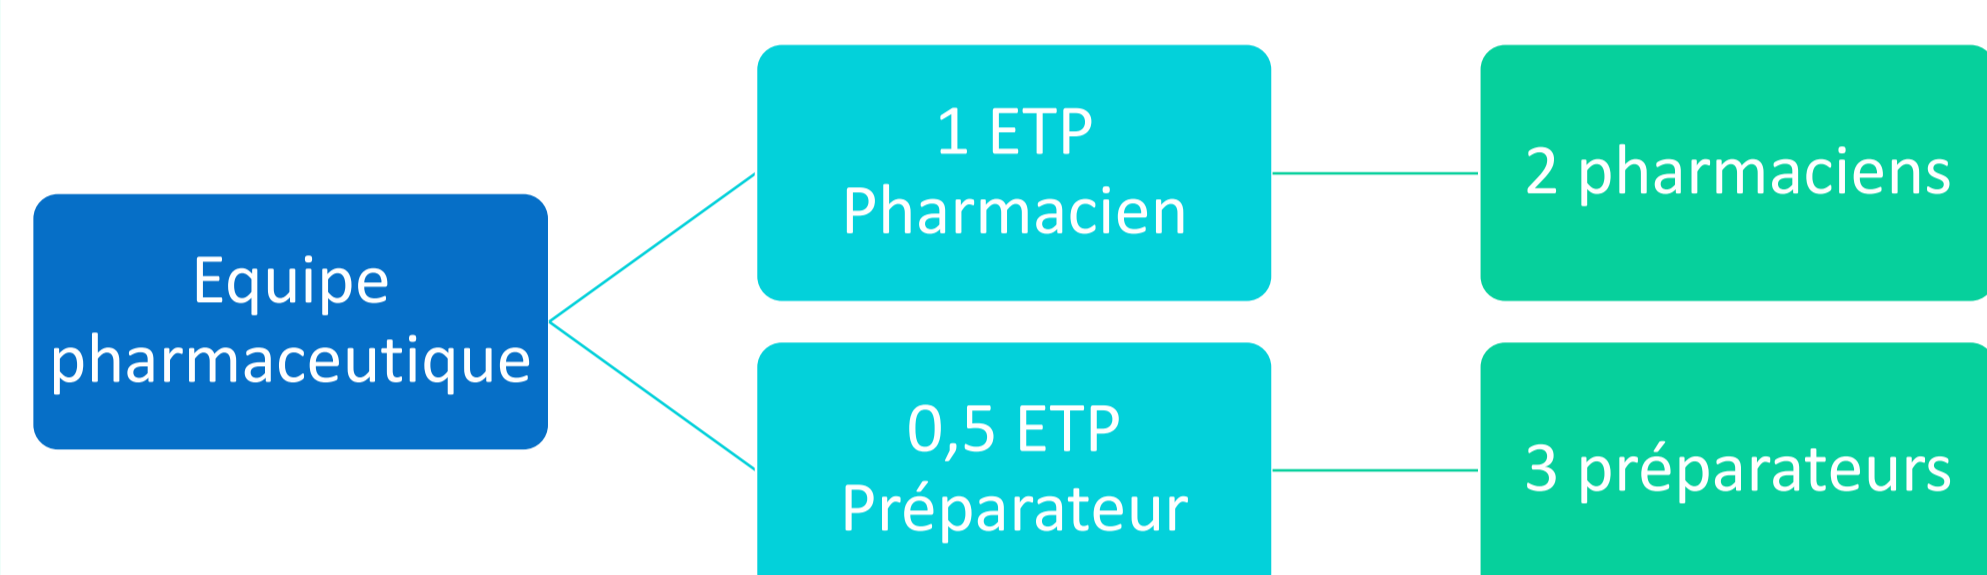 Equipe
pharmaceutique
1 ETP
Pharmacien
2 pharmaciens
0,5 ETP
Préparateur
3 préparateurs